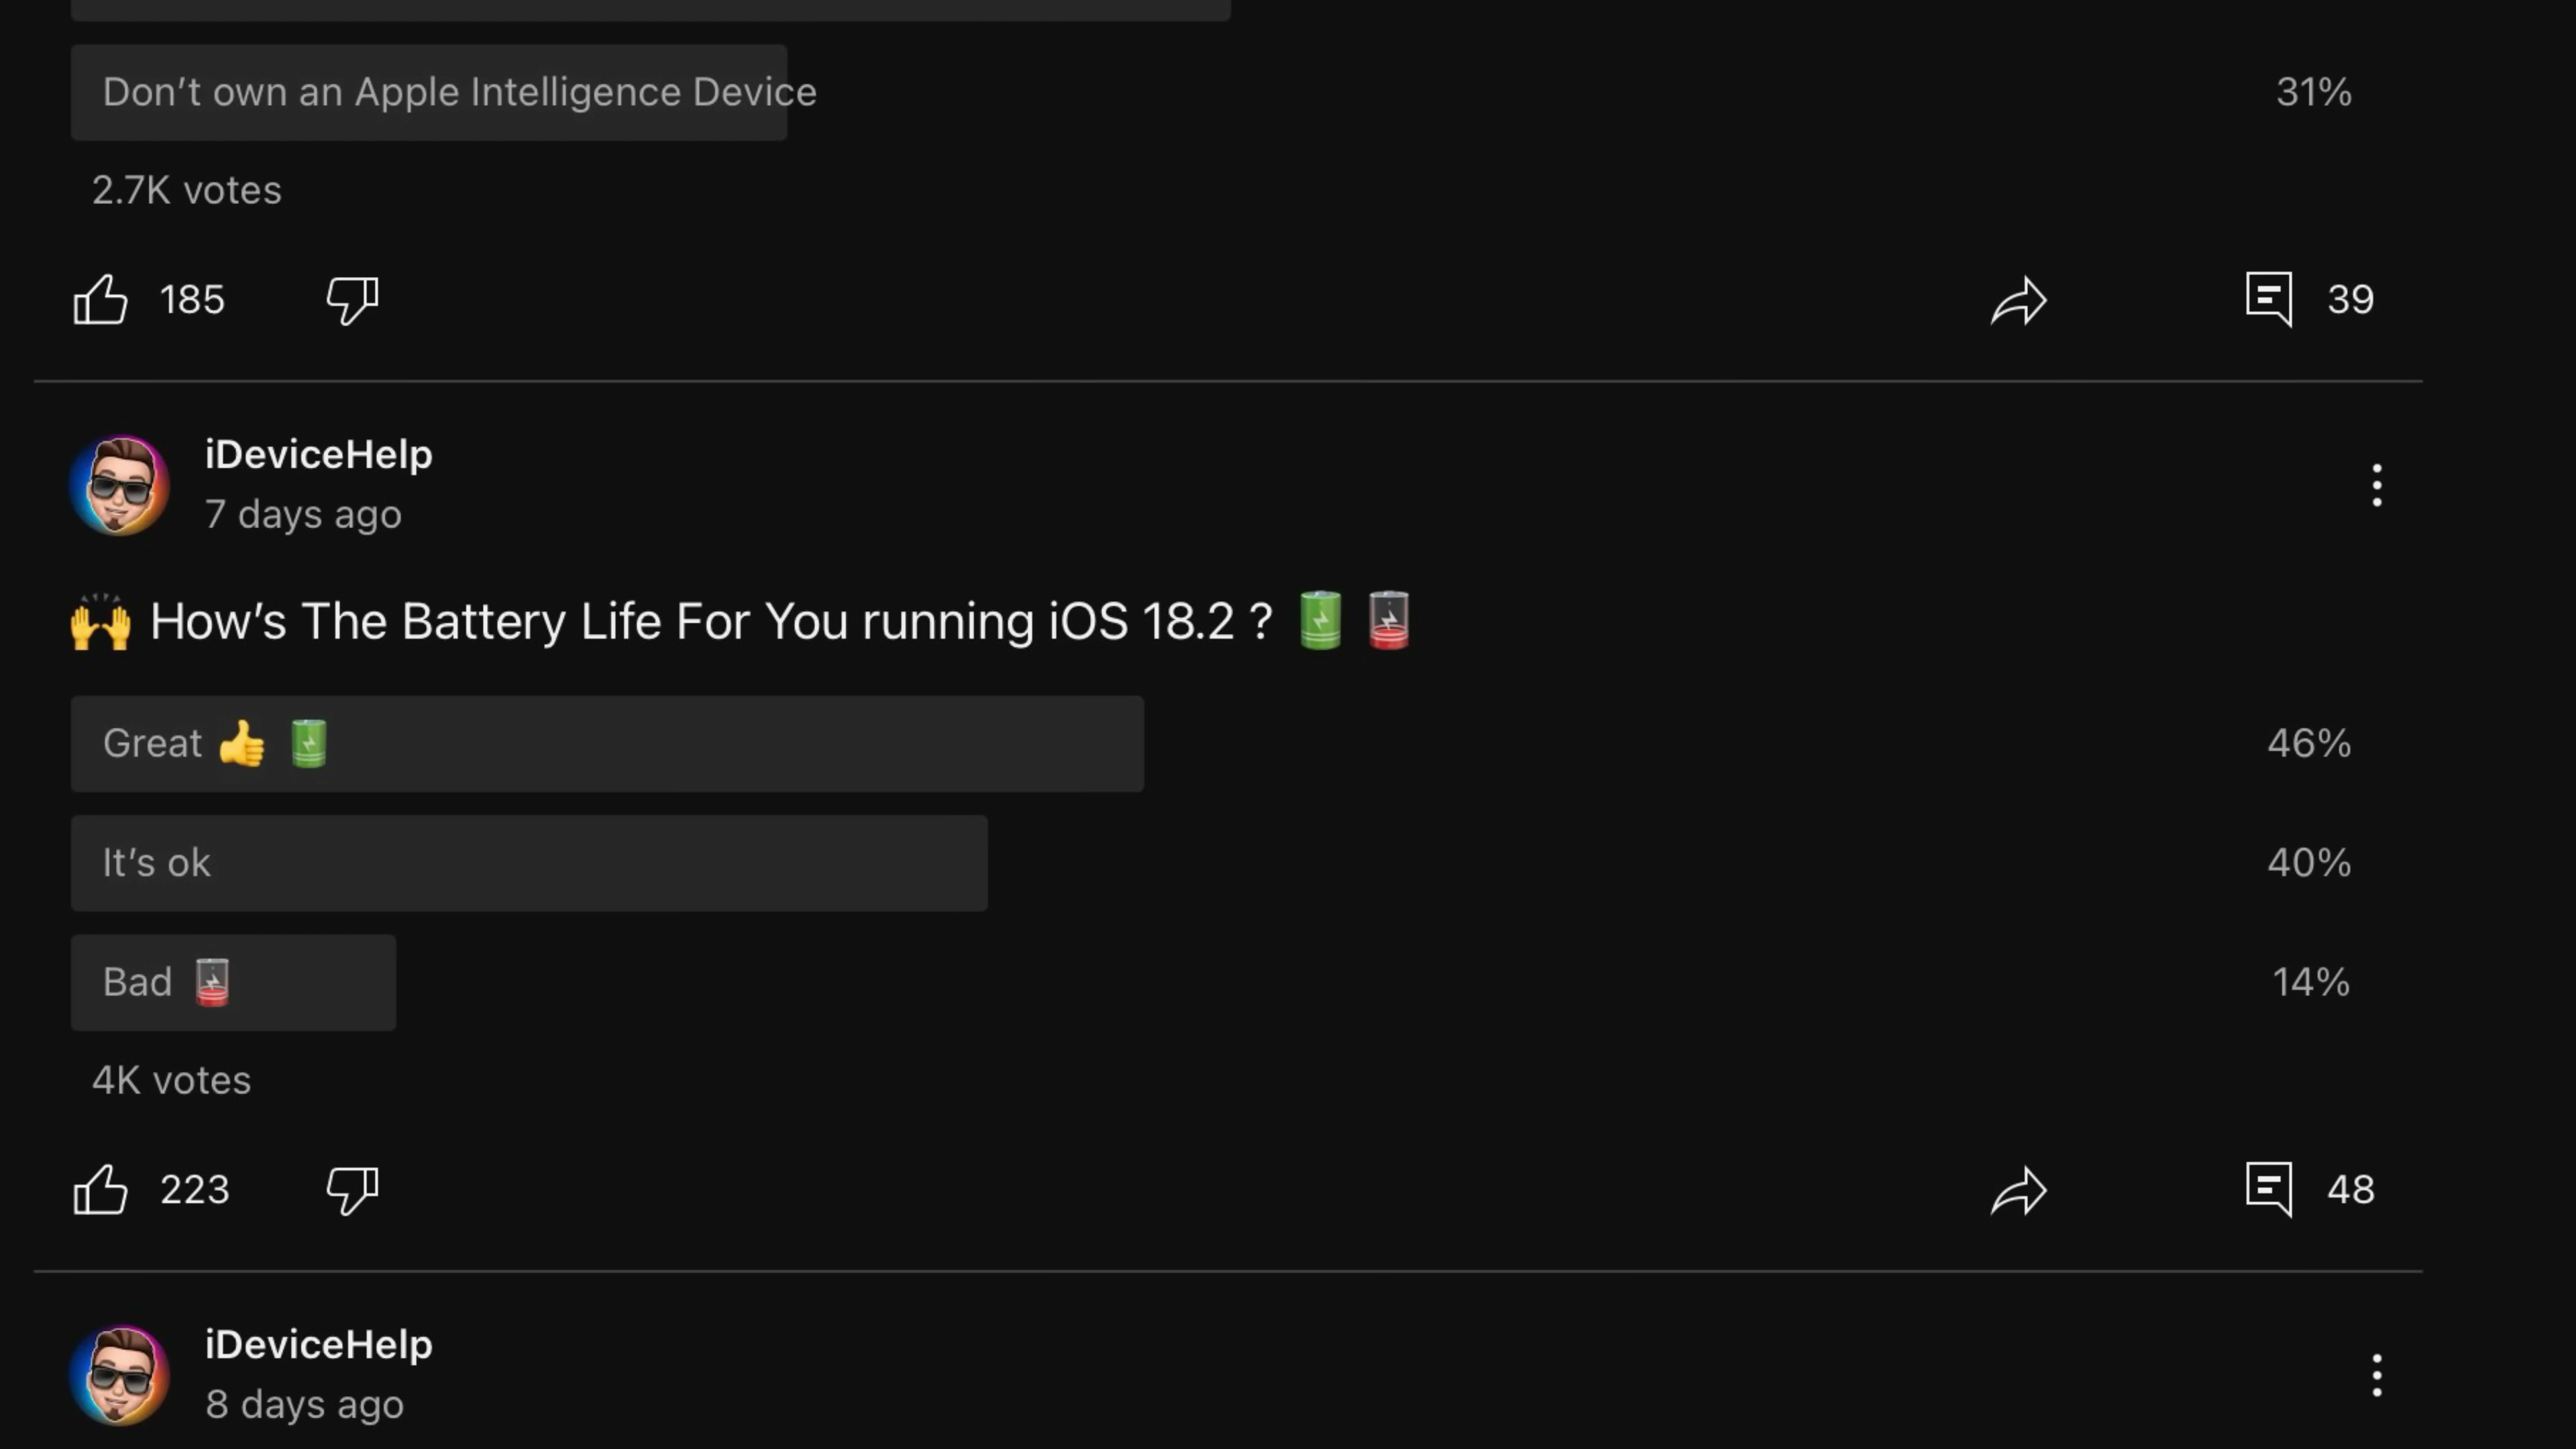 Don’t own an Apple Intelligence Device 31%
2.7K votes
185 39
iDeviceHelp
7 days ago
🙌 How’s The Battery Life For You running iOS 18.2 ? 🔋 🪫
Great 👍 🔋 46%
It’s ok 40%
Bad 🪫 14%
4K votes
223 48
iDeviceHelp
8 days ago